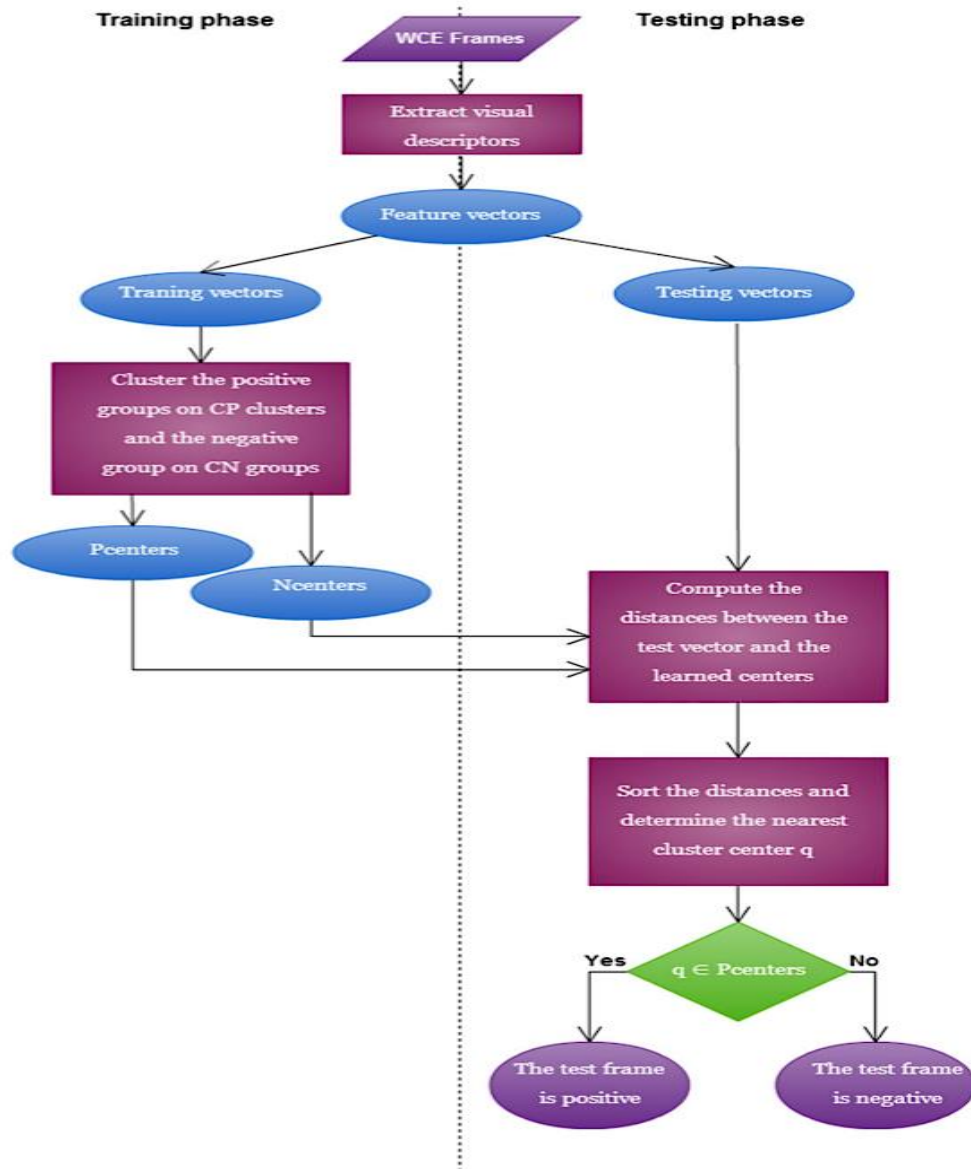 Training phase
Testing phase
WCE Frames
Extract visual
descriptors
Feature vectors
Traning vectors
Testing vectors
Cluster the positive
groups on CP clusters
and the negative
group on CN groups
Pcenters
Ncenters
Compute the
distances between the
test vector and the
learned centers
Sort the distances and
determine the nearest
cluster center q
Yes
q ∈ Pcenters
No
The test frame
is positive
The test frame
is negative